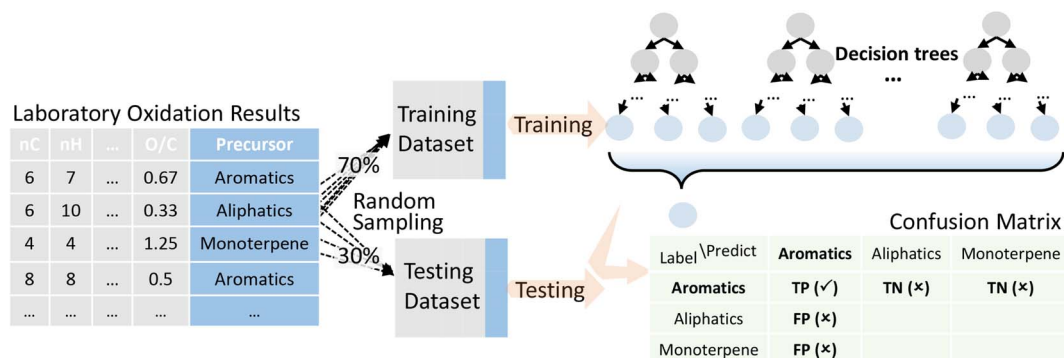 Decision trees
...
... ... ... ... ... ... ... ...
Laboratory Oxidation Results
nC nH ... O/C Precursor
6 7 ... 0.67 Aromatics
6 10 ... 0.33 Aliphatics
4 4 ... 1.25 Monoterpene
8 8 ... 0.5 Aromatics
... ... ... ... ...
70%
Random
Sampling
30%
Training
Dataset
Training
Testing
Dataset
Testing
Confusion Matrix
Label\Predict Aromatics Aliphatics Monoterpene
Aromatics TP (✓) TN (×) TN (×)
Aliphatics FP (×)
Monoterpene FP (×)